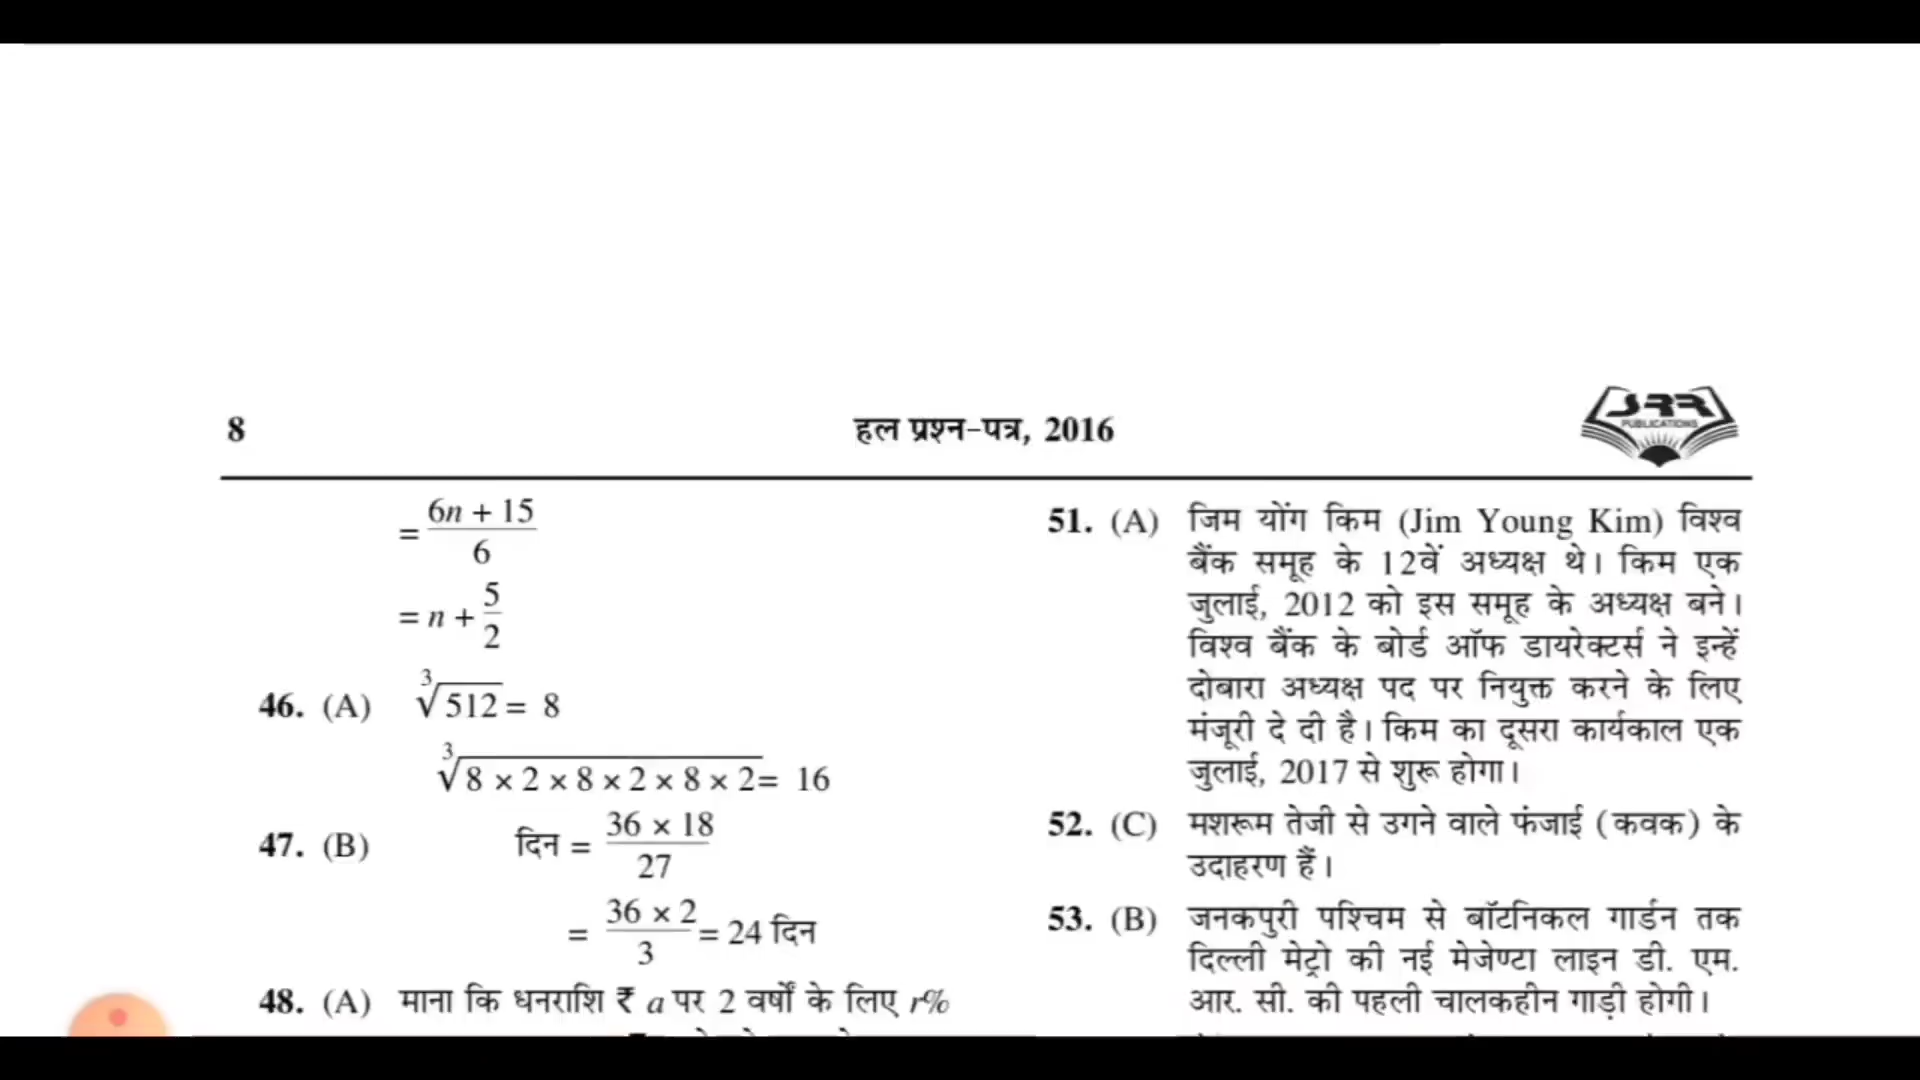 8
हल प्रश्न-पत्र, 2016
SRR
PUBLICATIONS
= 6n + 15 / 6
= n + 5 / 2
46. (A) ∛512 = 8
∛8 × 2 × 8 × 2 × 8 × 2 = 16
47. (B) दिन = 36 × 18 / 27
= 36 × 2 / 3 = 24 दिन
48. (A) माना कि धनराशि ₹ a पर 2 वर्षों के लिए r%
51. (A) जिम योंग किम (Jim Young Kim) विश्व
बैंक समूह के 12वें अध्यक्ष थे। किम एक
जुलाई, 2012 को इस समूह के अध्यक्ष बने।
विश्व बैंक के बोर्ड ऑफ डायरेक्टर्स ने इन्हें
दोबारा अध्यक्ष पद पर नियुक्त करने के लिए
मंजूरी दे दी है। किम का दूसरा कार्यकाल एक
जुलाई, 2017 से शुरू होगा।
52. (C) मशरूम तेजी से उगने वाले फंजाई (कवक) के
उदाहरण हैं।
53. (B) जनकपुरी पश्चिम से बॉटनिकल गार्डन तक
दिल्ली मेट्रो की नई मेजेण्टा लाइन डी. एम.
आर. सी. की पहली चालकहीन गाड़ी होगी।